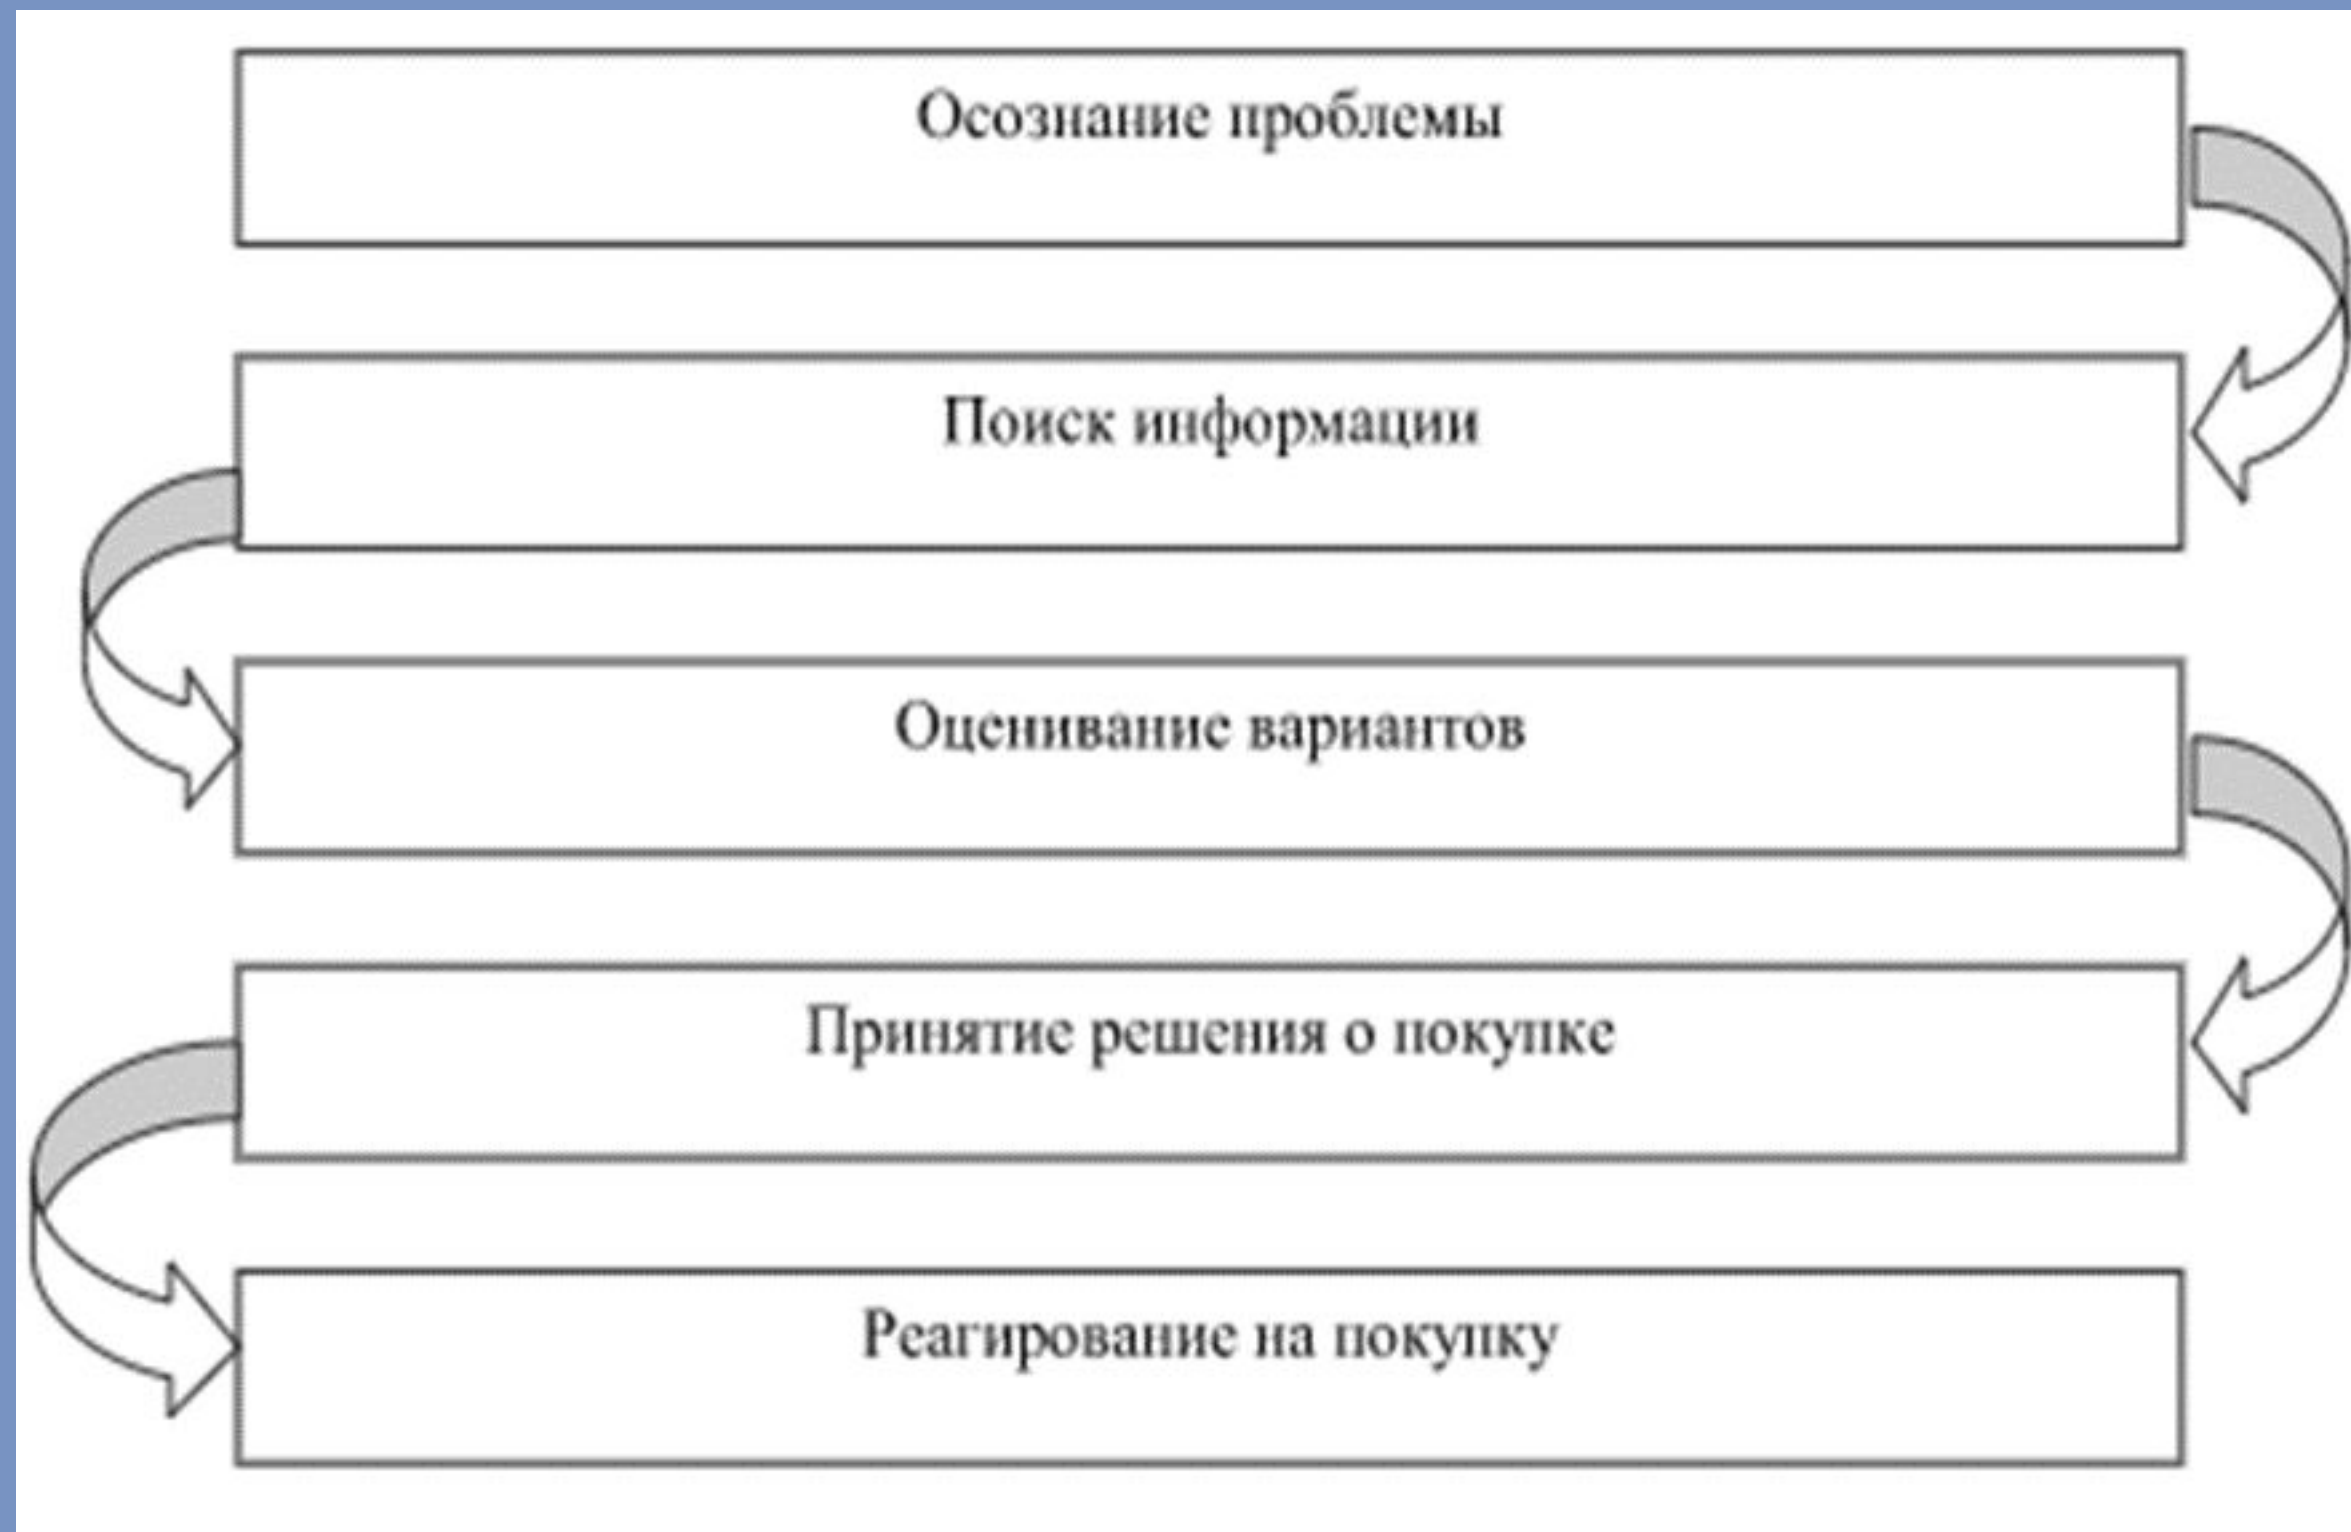 Осознание проблемы
Поиск информации
Оценивание вариантов
Принятие решения о покупке
Реагирование на покупку